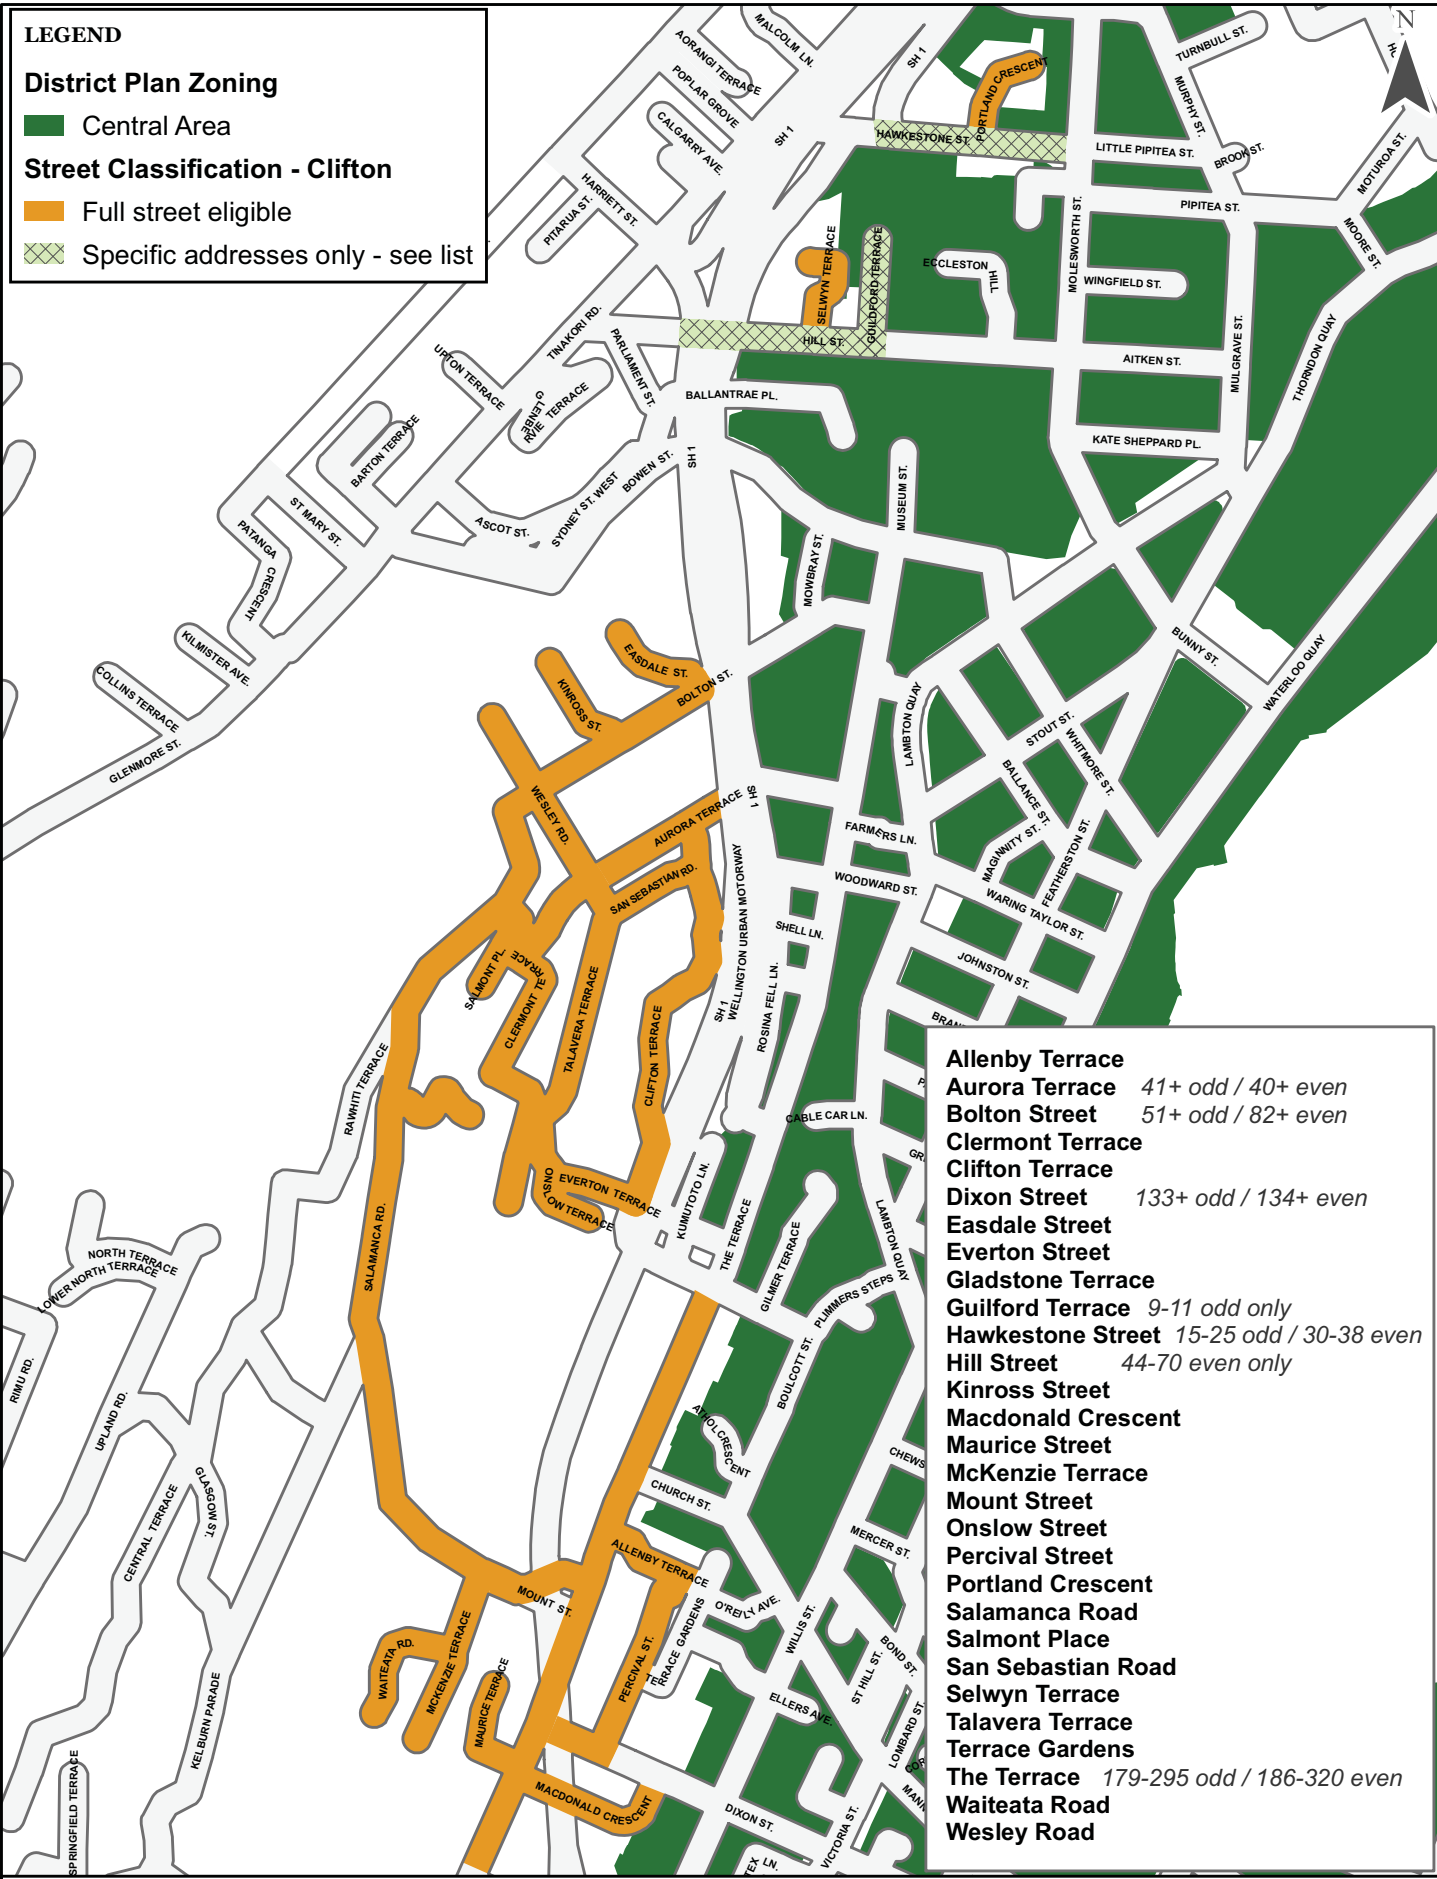 LEGEND
District Plan Zoning
Central Area
Street Classification - Clifton
Full street eligible
Specific addresses only - see list
N
MALCOLM LN.
AORANGI TERRACE
POPLAR GROVE
CALGARRY AVE.
SH 1
SH 1
PORTLAND CRESCENT
HAWKESTONE ST.
TURNBULL ST.
MURPHY ST.
LITTLE PIPITEA ST.
BROOK ST.
MOTUROA ST.
PIPITEA ST.
MOORE ST.
HARRIETT ST.
PITARUA ST.
MOLESWORTH ST.
SELWYN TERRACE
GUILDFORD TERRACE
ECCLESTON HILL
WINGFIELD ST.
HILL ST.
AITKEN ST.
MULGRAVE ST.
THORNDON QUAY
TINAKORI RD.
PARLIAMENT ST.
UPTON TERRACE
GLENBERVIE TERRACE
BALLANTRAE PL.
BARTON TERRACE
KATE SHEPPARD PL.
BOWEN ST.
SH 1
SYDNEY ST. WEST
MUSEUM ST.
ST MARY ST.
ASCOT ST.
PATANGA CRESCENT
MOWBRAY ST.
KILMISTER AVE.
COLLINS TERRACE
GLENMORE ST.
BUNNY ST.
WATERLOO QUAY
EASDALE ST.
KINROSS ST.
BOLTON ST.
LAMBTON QUAY
STOUT ST.
WHITMORE ST.
BALLANCE ST.
WESLEY RD.
AURORA TERRACE
SH 1
FARMERS LN.
MAGINNITY ST.
FEATHERSTON ST.
SAN SEBASTIAN RD.
WOODWARD ST.
WARING TAYLOR ST.
WELLINGTON URBAN MOTORWAY
SH 1
SHELL LN.
JOHNSTON ST.
SALMONT PL.
CLERMONT TERRACE
TALAVERA TERRACE
CLIFTON TERRACE
ROSINA FELL LN.
RAWHITI TERRACE
CABLE CAR LN.
EVERTON TERRACE
ONSLOW TERRACE
KUMUTOTO LN.
THE TERRACE
LAMBTON QUAY
SALAMANCA RD.
NORTH TERRACE
LOWER NORTH TERRACE
GILMER TERRACE
PLIMMERS STEPS
RIMU RD.
UPLAND RD.
BOULCOTT ST.
ATHOL CRESCENT
CHEWS
GLASGOW ST.
CENTRAL TERRACE
CHURCH ST.
MERCER ST.
ALLENBY TERRACE
MOUNT ST.
O'REILY AVE.
WILLIS ST.
WAITEATA RD.
MCKENZIE TERRACE
MAURICE TERRACE
PERCIVAL ST.
TERRACE GARDENS
BOND ST.
ST HILL ST.
ELLERS AVE.
LOMBARD ST.
KELBURN PARADE
SPRINGFIELD TERRACE
MACDONALD CRESCENT
DIXON ST.
VICTORIA ST.
Allenby Terrace
Aurora Terrace 41+ odd / 40+ even
Bolton Street 51+ odd / 82+ even
Clermont Terrace
Clifton Terrace
Dixon Street 133+ odd / 134+ even
Easdale Street
Everton Street
Gladstone Terrace
Guilford Terrace 9-11 odd only
Hawkestone Street 15-25 odd / 30-38 even
Hill Street 44-70 even only
Kinross Street
Macdonald Crescent
Maurice Street
McKenzie Terrace
Mount Street
Onslow Street
Percival Street
Portland Crescent
Salamanca Road
Salmont Place
San Sebastian Road
Selwyn Terrace
Talavera Terrace
Terrace Gardens
The Terrace 179-295 odd / 186-320 even
Waiteata Road
Wesley Road